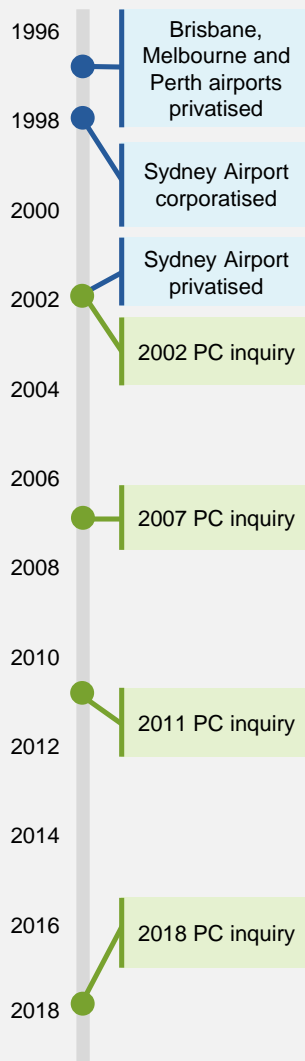 1996
Brisbane,
Melbourne and
Perth airports
privatised
1998
Sydney Airport
corporatised
2000
Sydney Airport
privatised
2002
2002 PC inquiry
2004
2006
2007 PC inquiry
2008
2010
2011 PC inquiry
2012
2014
2016
2018 PC inquiry
2018